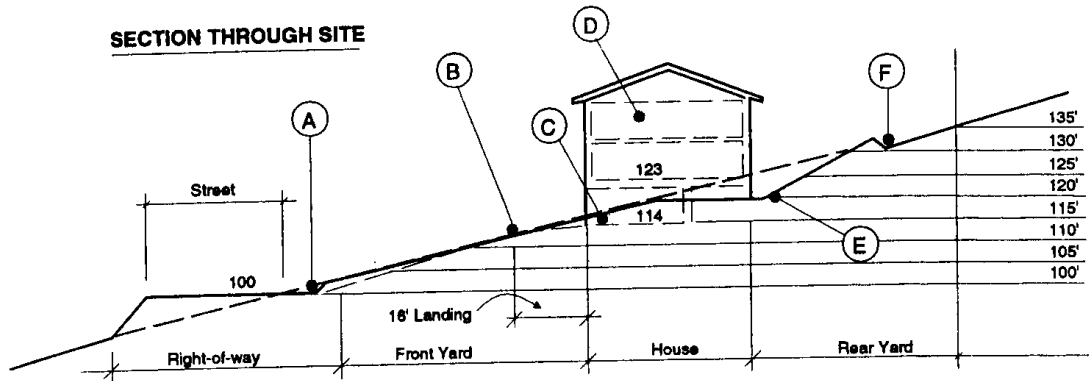 SECTION THROUGH SITE
D
B
F
A
C
135'
130'
123
125'
Street
120'
114
115'
110'
E
105'
100
100'
16' Landing
Right-of-way
Front Yard
House
Rear Yard